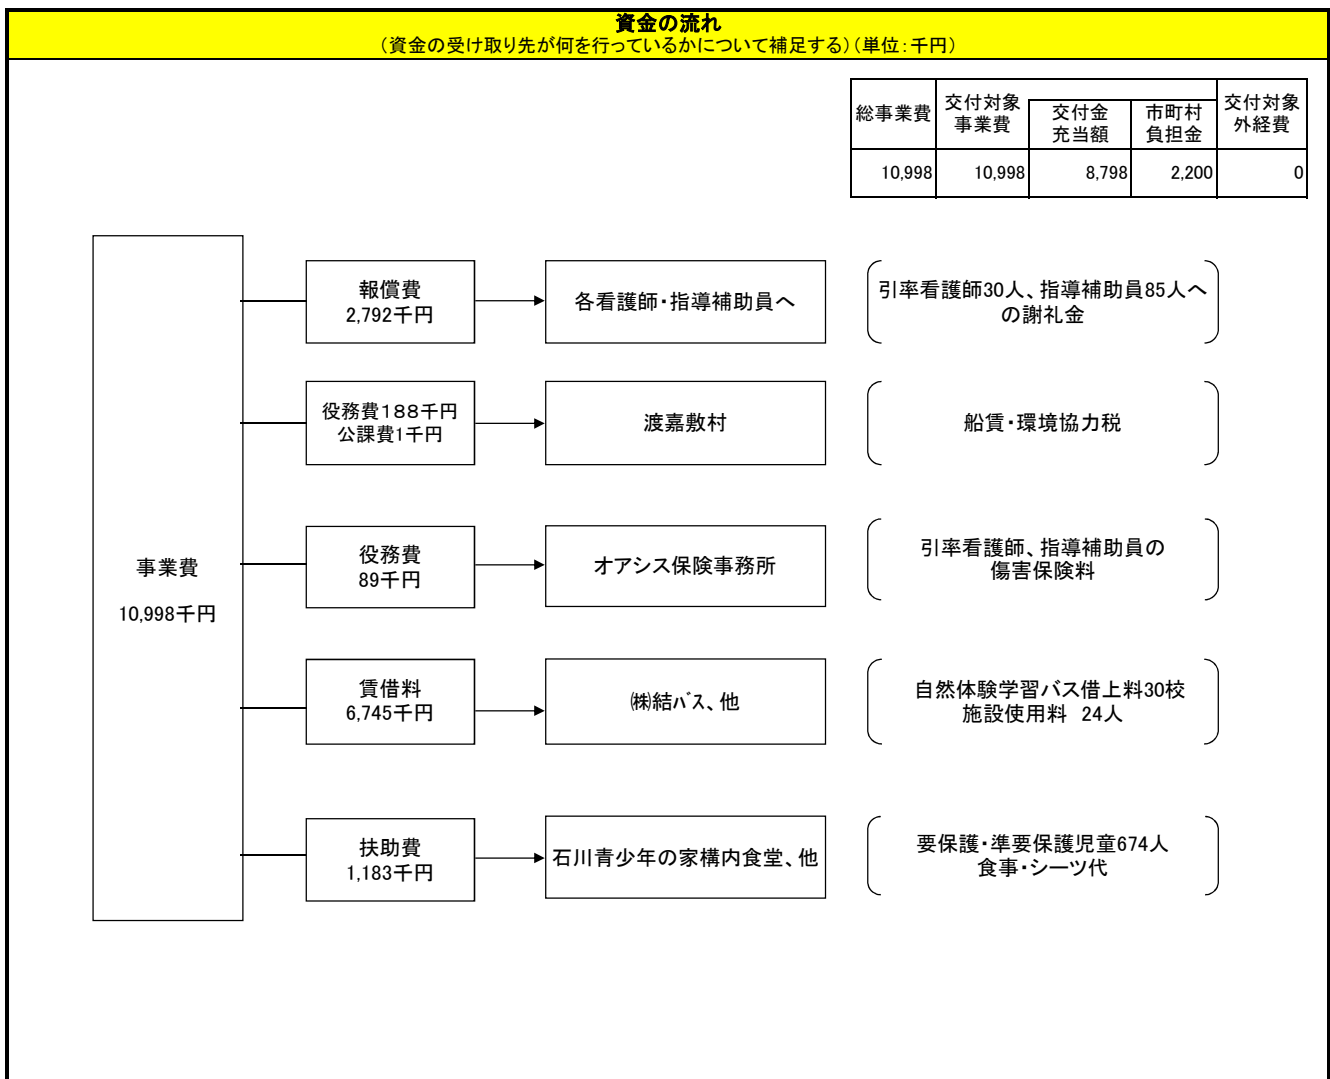 資金の流れ
（資金の受け取り先が何を行っているかについて補足する）（単位：千円）
総事業費
交付対象
事業費
交付金
充当額
市町村
負担金
交付対象
外経費
10,998
10,998
8,798
2,200
0
事業費
10,998千円
報償費
2,792千円
各看護師・指導補助員へ
引率看護師30人、指導補助員85人へ
の謝礼金
役務費１８８千円
公課費1千円
渡嘉敷村
船賃・環境協力税
役務費
89千円
オアシス保険事務所
引率看護師、指導補助員の
傷害保険料
賃借料
6,745千円
㈱結ﾊﾞｽ、他
自然体験学習バス借上料30校
施設使用料　24人
扶助費
1,183千円
石川青少年の家構内食堂、他
要保護・準要保護児童674人
食事・シーツ代